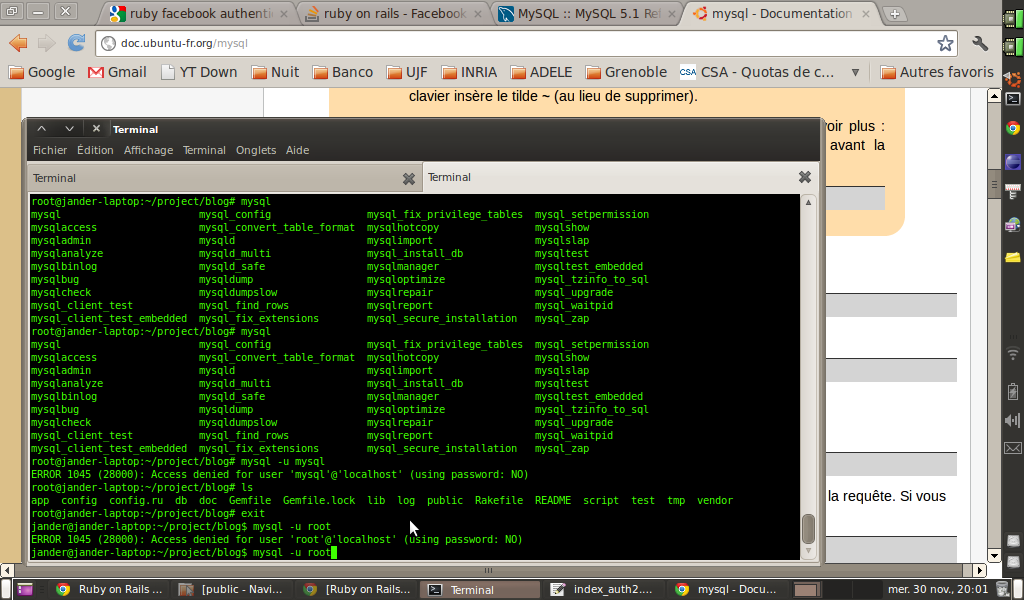 ruby facebook authenti
ruby on rails - Facebook
MySQL :: MySQL 5.1 Re
mysql - Documentation
doc.ubuntu-fr.org/mysql
Google Gmail YT Down Nuit Banco UJF INRIA ADELE Grenoble CSA CSA - Quotas de c... Autres favoris
clavier insère le tilde ~ (au lieu de supprimer).
oir plus :
avant la
Terminal
Fichier Édition Affichage Terminal Onglets Aide
Terminal Terminal
root@jander-laptop:~/project/blog# mysql
mysql mysql_config mysql_fix_privilege_tables mysql_setpermission
mysqlaccess mysql_convert_table_format mysqlhotcopy mysqlshow
mysqladmin mysqld mysqlimport mysqlslap
mysqlanalyze mysqld_multi mysql_install_db mysqltest
mysqlbinlog mysqld_safe mysqlmanager mysqltest_embedded
mysqlbug mysqldump mysqloptimize mysql_tzinfo_to_sql
mysqlcheck mysqldumpslow mysqlrepair mysql_upgrade
mysql_client_test mysql_find_rows mysqlreport mysql_waitpid
mysql_client_test_embedded mysql_fix_extensions mysql_secure_installation mysql_zap
root@jander-laptop:~/project/blog# mysql
mysql mysql_config mysql_fix_privilege_tables mysql_setpermission
mysqlaccess mysql_convert_table_format mysqlhotcopy mysqlshow
mysqladmin mysqld mysqlimport mysqlslap
mysqlanalyze mysqld_multi mysql_install_db mysqltest
mysqlbinlog mysqld_safe mysqlmanager mysqltest_embedded
mysqlbug mysqldump mysqloptimize mysql_tzinfo_to_sql
mysqlcheck mysqldumpslow mysqlrepair mysql_upgrade
mysql_client_test mysql_find_rows mysqlreport mysql_waitpid
mysql_client_test_embedded mysql_fix_extensions mysql_secure_installation mysql_zap
root@jander-laptop:~/project/blog# mysql -u mysql
ERROR 1045 (28000): Access denied for user 'mysql'@'localhost' (using password: NO)
root@jander-laptop:~/project/blog# ls
app config config.ru db doc Gemfile Gemfile.lock lib log public Rakefile README script test tmp vendor
root@jander-laptop:~/project/blog# exit
jander@jander-laptop:~/project/blog$ mysql -u root
ERROR 1045 (28000): Access denied for user 'root'@'localhost' (using password: NO)
jander@jander-laptop:~/project/blog$ mysql -u root
la requête. Si vous
Ruby on Rails ... [public - Navi... [Ruby on Rails... Terminal index_auth2.... mysql - Docu... mer. 30 nov., 20:01